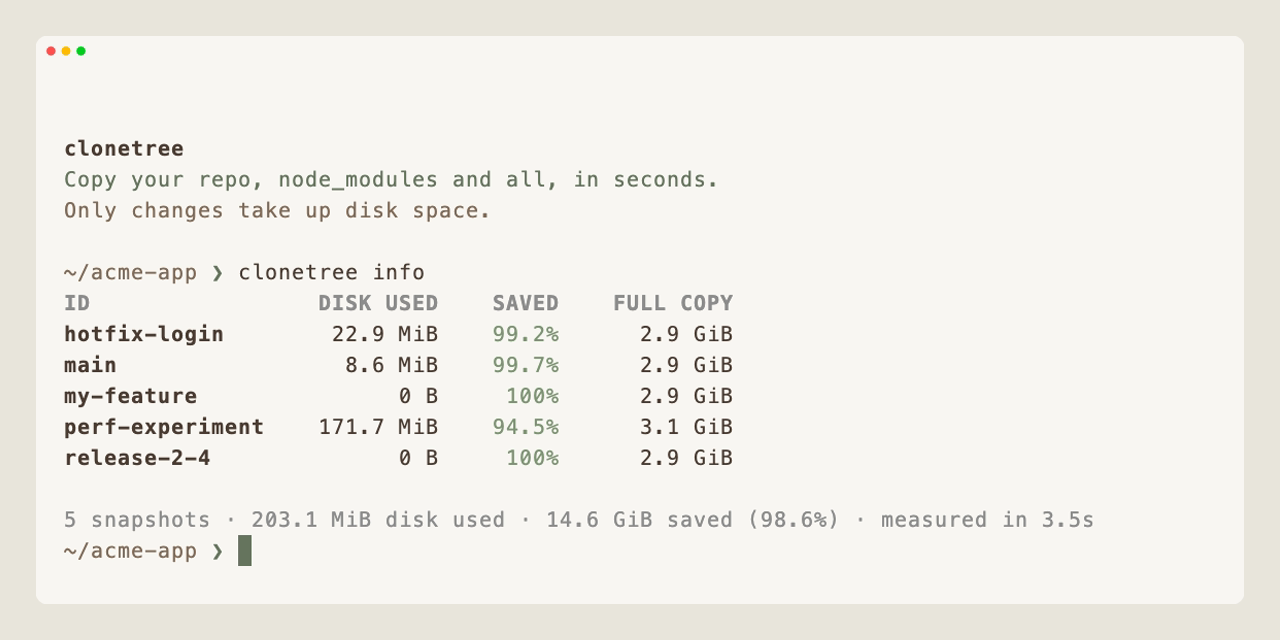 clonetree
Copy your repo, node_modules and all, in seconds.
Only changes take up disk space.
~/acme-app ❯ clonetree info
ID DISK USED SAVED FULL COPY
hotfix-login 22.9 MiB 99.2% 2.9 GiB
main 8.6 MiB 99.7% 2.9 GiB
my-feature 0 B 100% 2.9 GiB
perf-experiment 171.7 MiB 94.5% 3.1 GiB
release-2-4 0 B 100% 2.9 GiB
5 snapshots · 203.1 MiB disk used · 14.6 GiB saved (98.6%) · measured in 3.5s
~/acme-app ❯